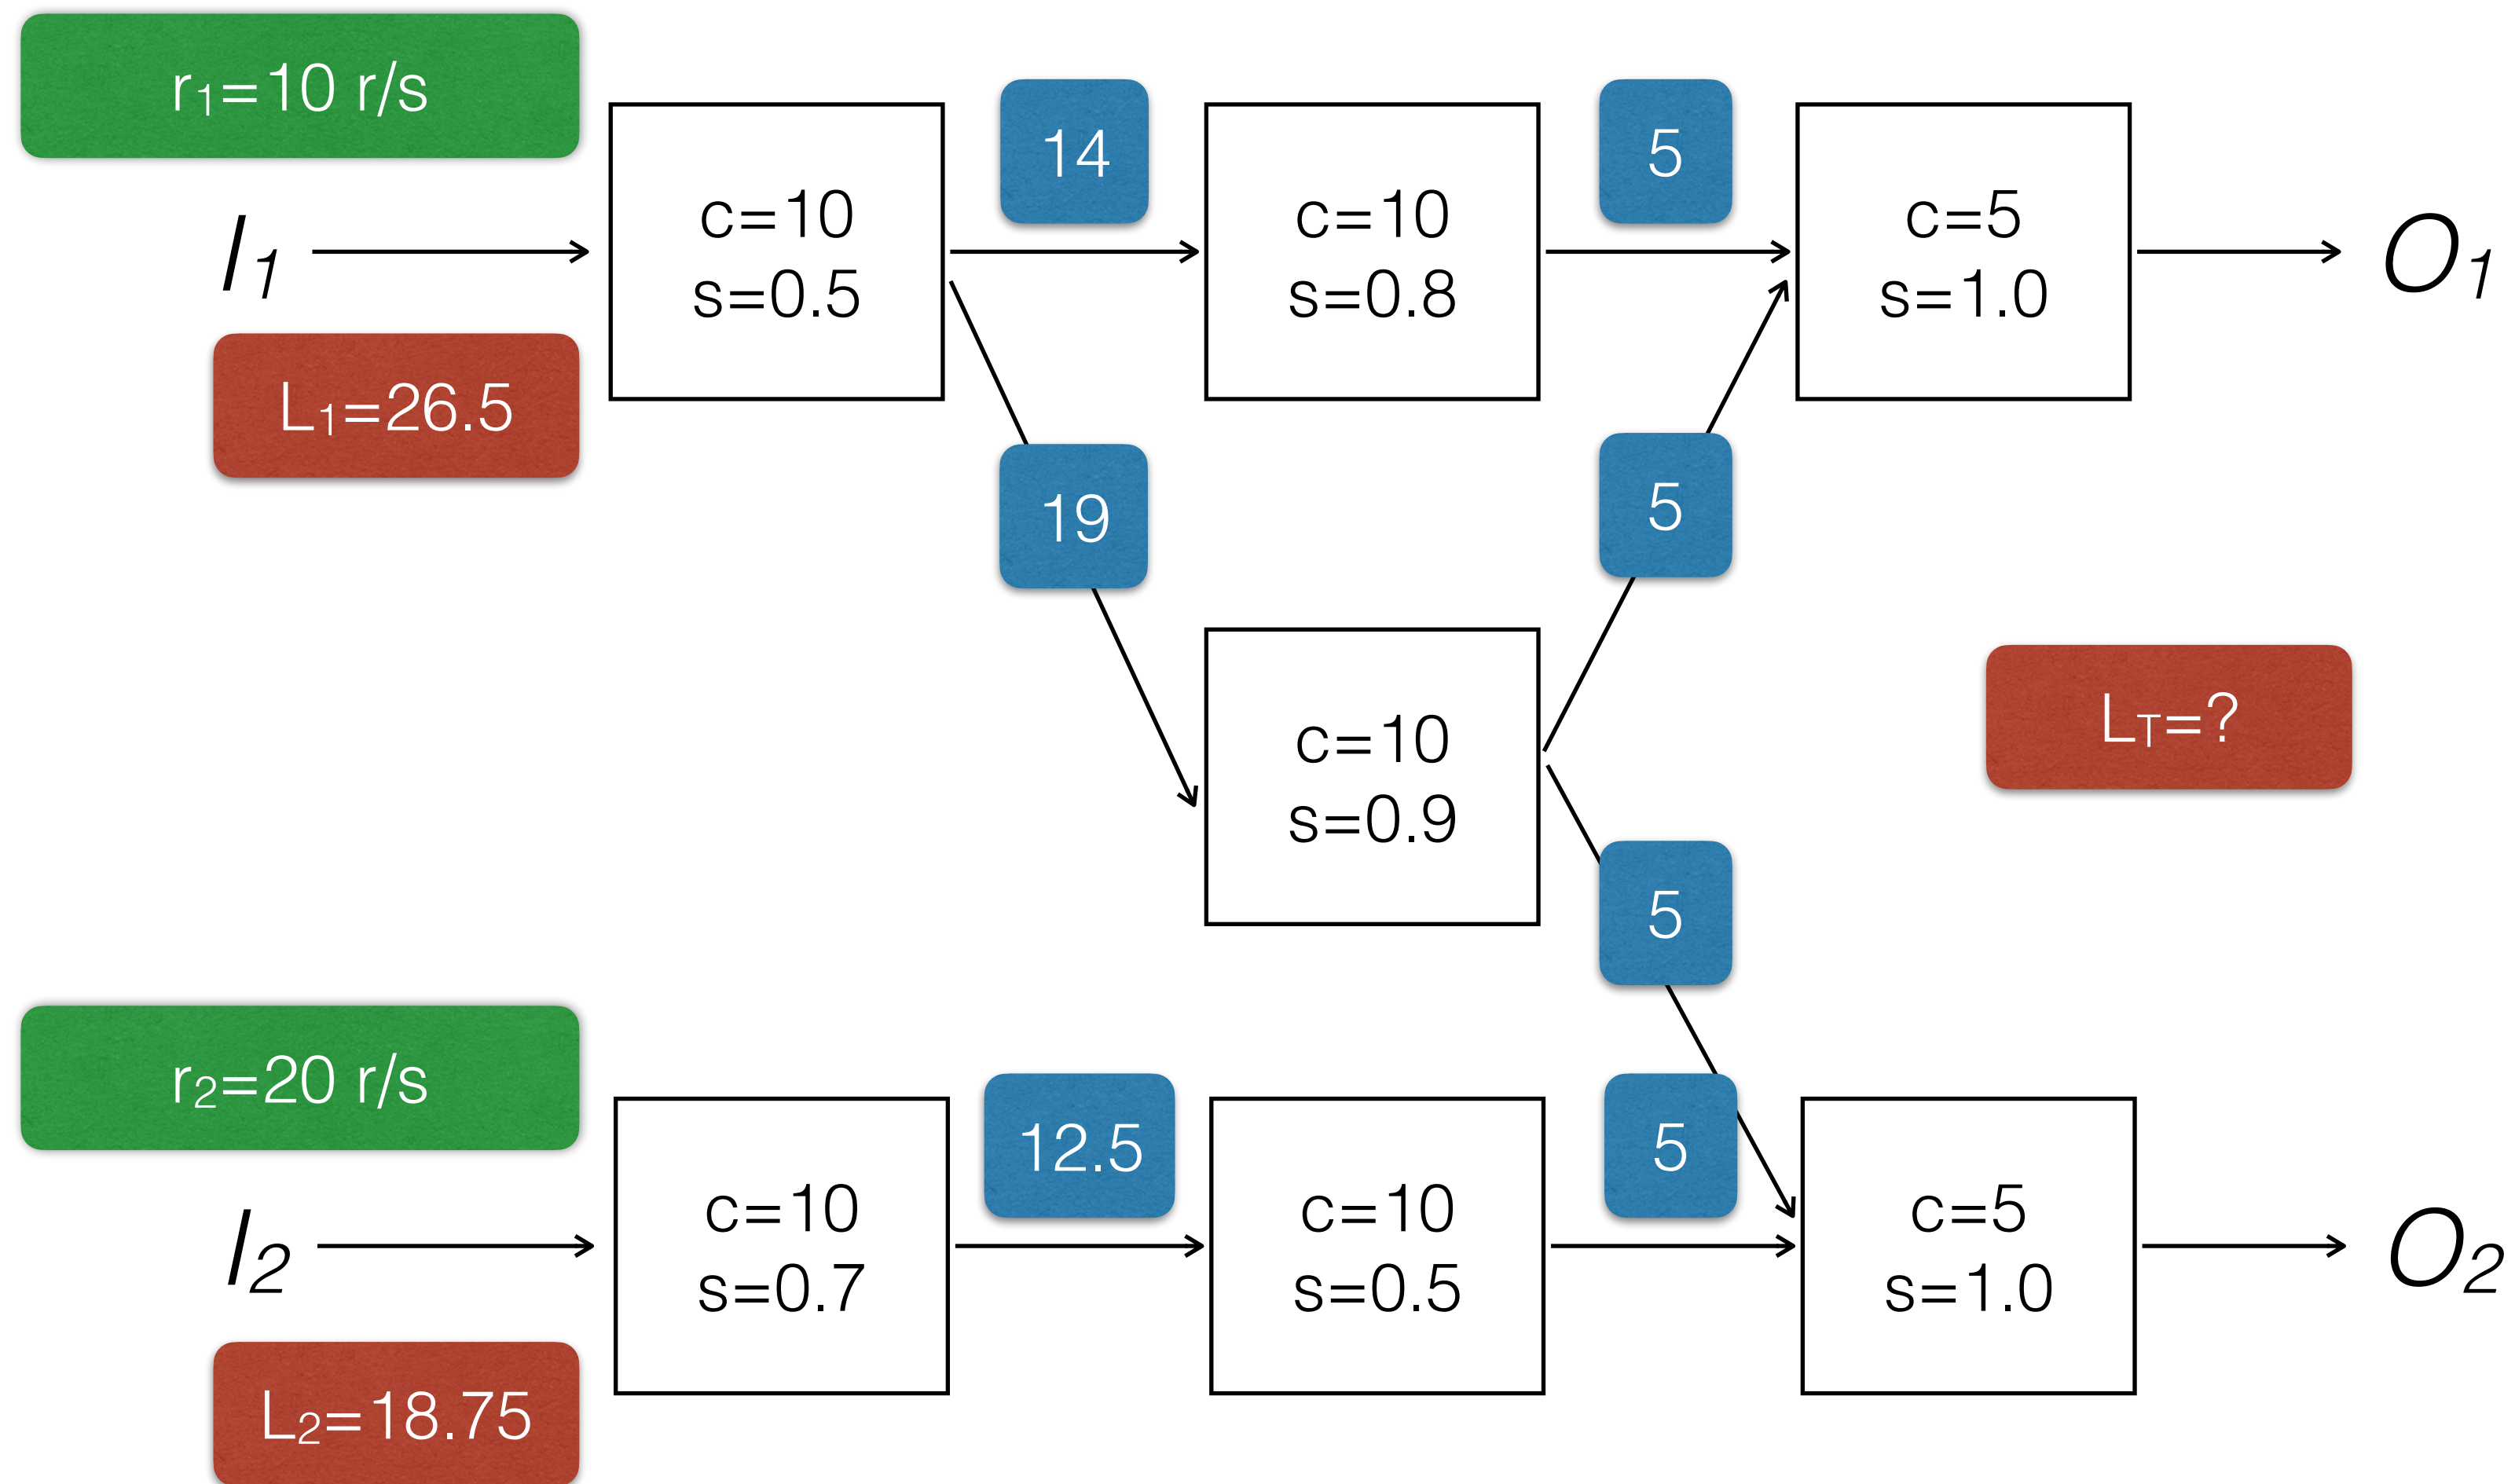 r₁=10 r/s
14
5
c=10
s=0.5
c=10
s=0.8
c=5
s=1.0
I₁
O₁
L₁=26.5
19
5
c=10
s=0.9
L_T=?
5
r₂=20 r/s
12.5
5
c=10
s=0.7
c=10
s=0.5
c=5
s=1.0
I₂
O₂
L₂=18.75